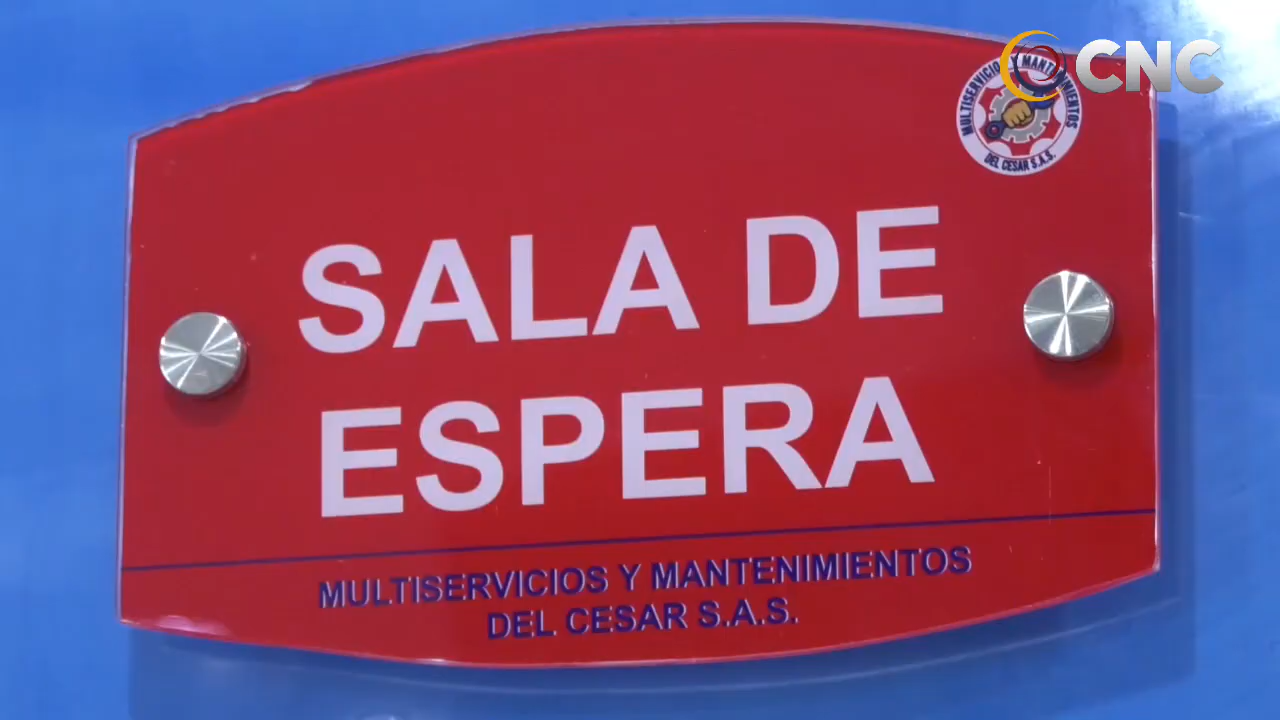 CNC
MULTISERVICIOS Y MANTENIMIENTOS
DEL CESAR S.A.S.
SALA DE
ESPERA
MULTISERVICIOS Y MANTENIMIENTOS
DEL CESAR S.A.S.